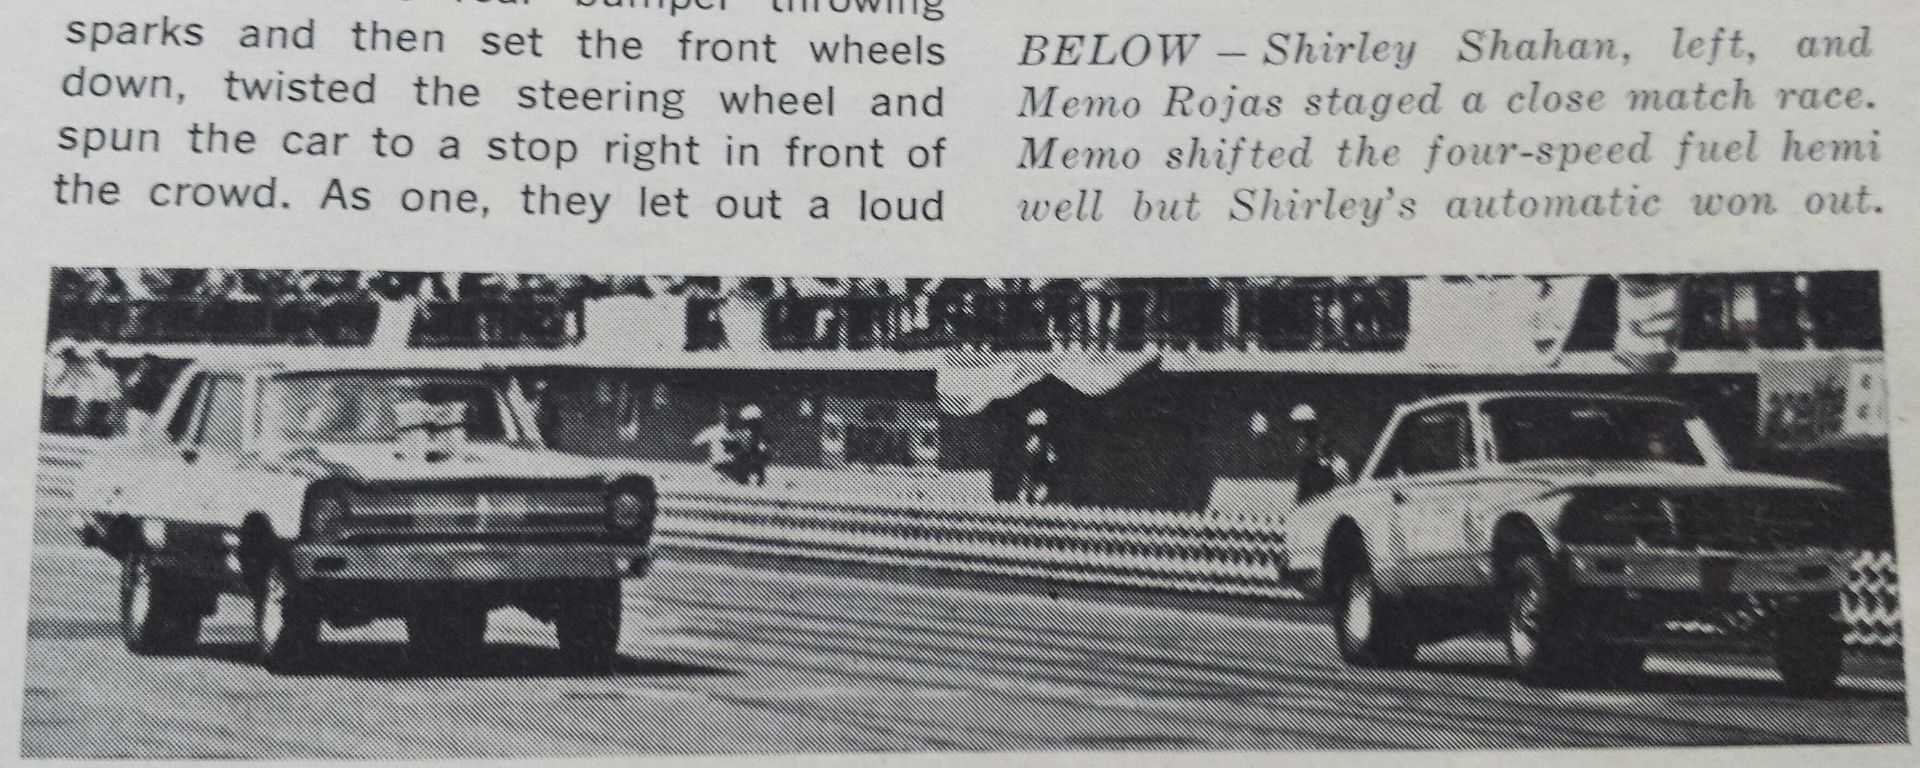 bumper throwing
sparks and then set the front wheels
down, twisted the steering wheel and
spun the car to a stop right in front of
the crowd. As one, they let out a loud
BELOW — Shirley Shahan, left, and
Memo Rojas staged a close match race.
Memo shifted the four-speed fuel hemi
well but Shirley's automatic won out.